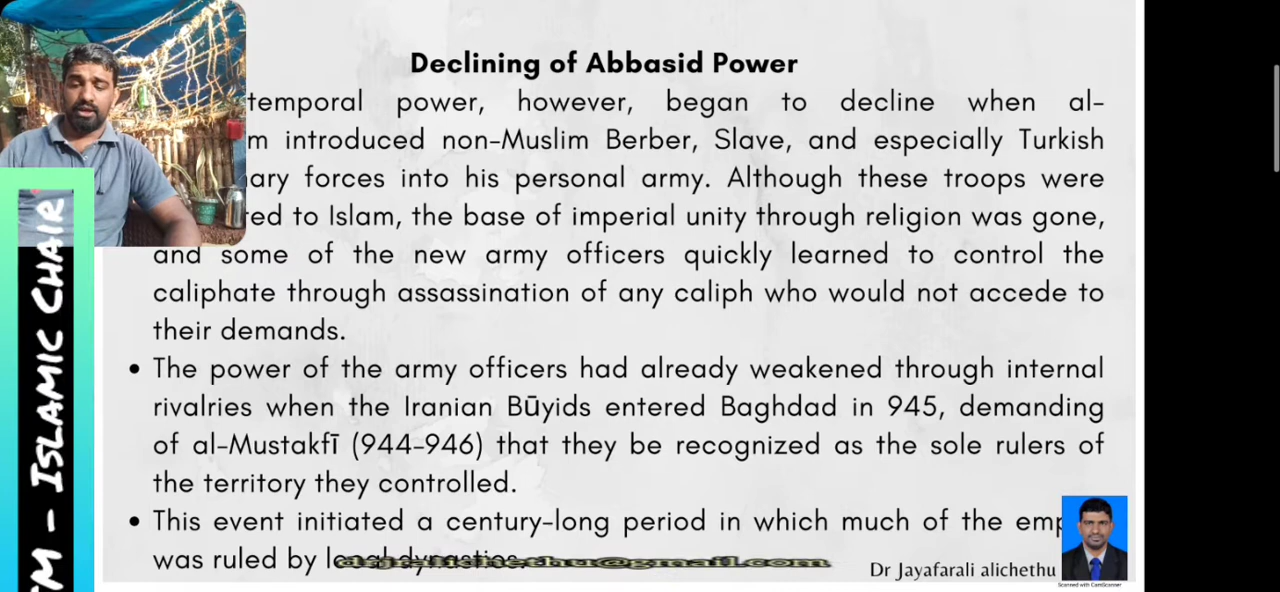 Declining of Abbasid Power
temporal power, however, began to decline when al-
m introduced non-Muslim Berber, Slave, and especially Turkish
ary forces into his personal army. Although these troops were
ed to Islam, the base of imperial unity through religion was gone,
and some of the new army officers quickly learned to control the
caliphate through assassination of any caliph who would not accede to
their demands.
• The power of the army officers had already weakened through internal
rivalries when the Iranian Būyids entered Baghdad in 945, demanding
of al-Mustakfī (944-946) that they be recognized as the sole rulers of
the territory they controlled.
• This event initiated a century-long period in which much of the emp
was ruled by local dynasties.
Dr Jayafarali alichethu
Scanned with CamScanner
TM - ISLAMIC CHAIR